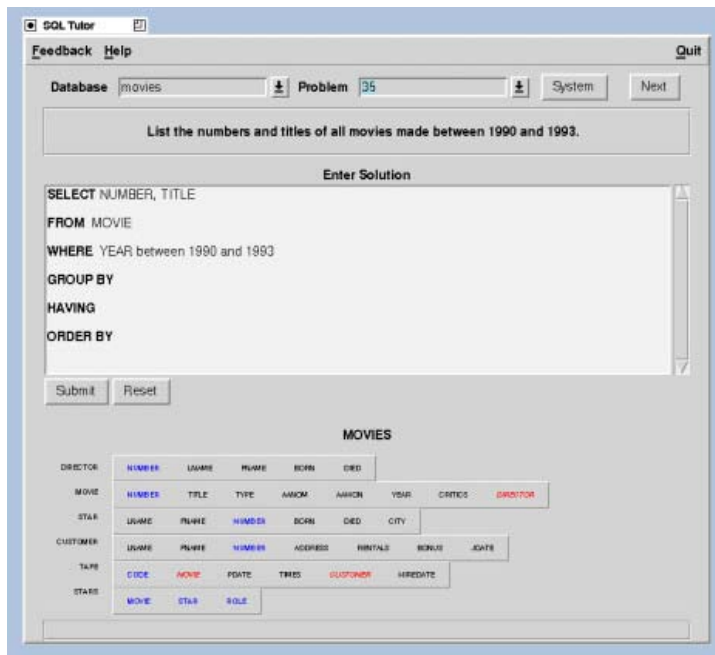 SQL Tutor
Feedback Help Quit
Database movies Problem 35 System Next
List the numbers and titles of all movies made between 1990 and 1993.
Enter Solution
SELECT NUMBER, TITLE
FROM MOVIE
WHERE YEAR between 1990 and 1993
GROUP BY
HAVING
ORDER BY
Submit Reset
MOVIES
DIRECTOR NUMBER LNAME FNAME BORN DIED
MOVIE NUMBER TITLE TYPE AANOM AAWON YEAR CRITICS DIRECTOR
STAR LNAME FNAME NUMBER BORN DIED CITY
CUSTOMER LNAME FNAME NUMBER ADDRESS RENTALS BONUS JDATE
TAPE CODE MOVIE PDATE TIMES CUSTOMER HIREDATE
STARS MOVIE STAR ROLE